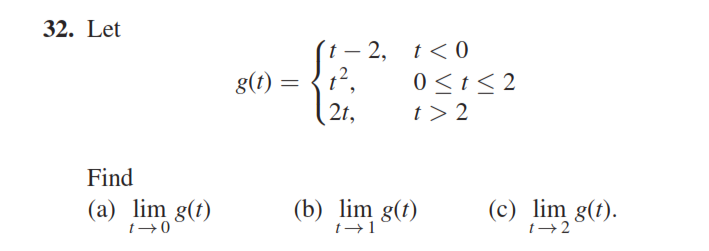 32. Let
g(t) = { t − 2, t < 0
t², 0 ≤ t ≤ 2
2t, t > 2
Find
(a) lim t→0 g(t) (b) lim t→1 g(t) (c) lim t→2 g(t).